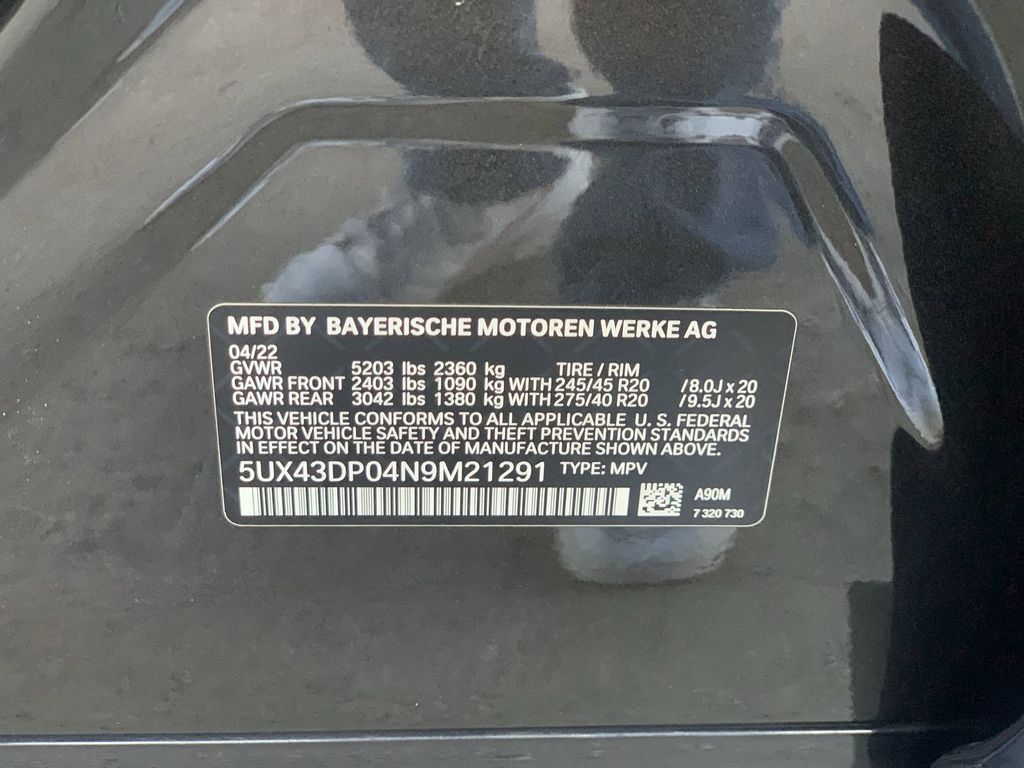 MFD BY BAYERISCHE MOTOREN WERKE AG
04/22
GVWR 5203 lbs 2360 kg TIRE / RIM
GAWR FRONT 2403 lbs 1090 kg WITH 245/45 R20 /8.0J x 20
GAWR REAR 3042 lbs 1380 kg WITH 275/40 R20 /9.5J x 20
THIS VEHICLE CONFORMS TO ALL APPLICABLE U. S. FEDERAL
MOTOR VEHICLE SAFETY AND THEFT PREVENTION STANDARDS
IN EFFECT ON THE DATE OF MANUFACTURE SHOWN ABOVE.
5UX43DP04N9M21291 TYPE: MPV
A90M
7 320 730